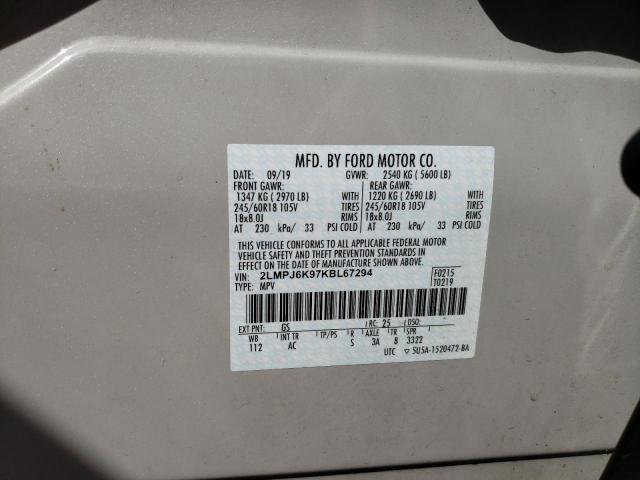 MFD. BY FORD MOTOR CO.
DATE: 09/19 GVWR: 2540 KG ( 5600 LB)
FRONT GAWR: REAR GAWR:
1347 KG ( 2970 LB) WITH 1220 KG ( 2690 LB) WITH
245/60R18 105V TIRES 245/60R18 105V TIRES
18x8.0J RIMS 18x8.0J RIMS
AT 230 kPa/ 33 PSI COLD AT 230 kPa/ 33 PSI COLD
THIS VEHICLE CONFORMS TO ALL APPLICABLE FEDERAL MOTOR
VEHICLE SAFETY AND BUMPER STANDARDS IN EFFECT ON THE DATE OF
MANUFACTURE SHOWN ABOVE.
VIN: 2LMPJ6K97KBL67294 F0215
TYPE: MPV T0219
EXT PNT: GS RC: 25 DSO:
WB INT TR TP/PS R AXLE TR SPR
112 AC S 3A 8 3322
UTC ▽ 5U5A-1520472-BA